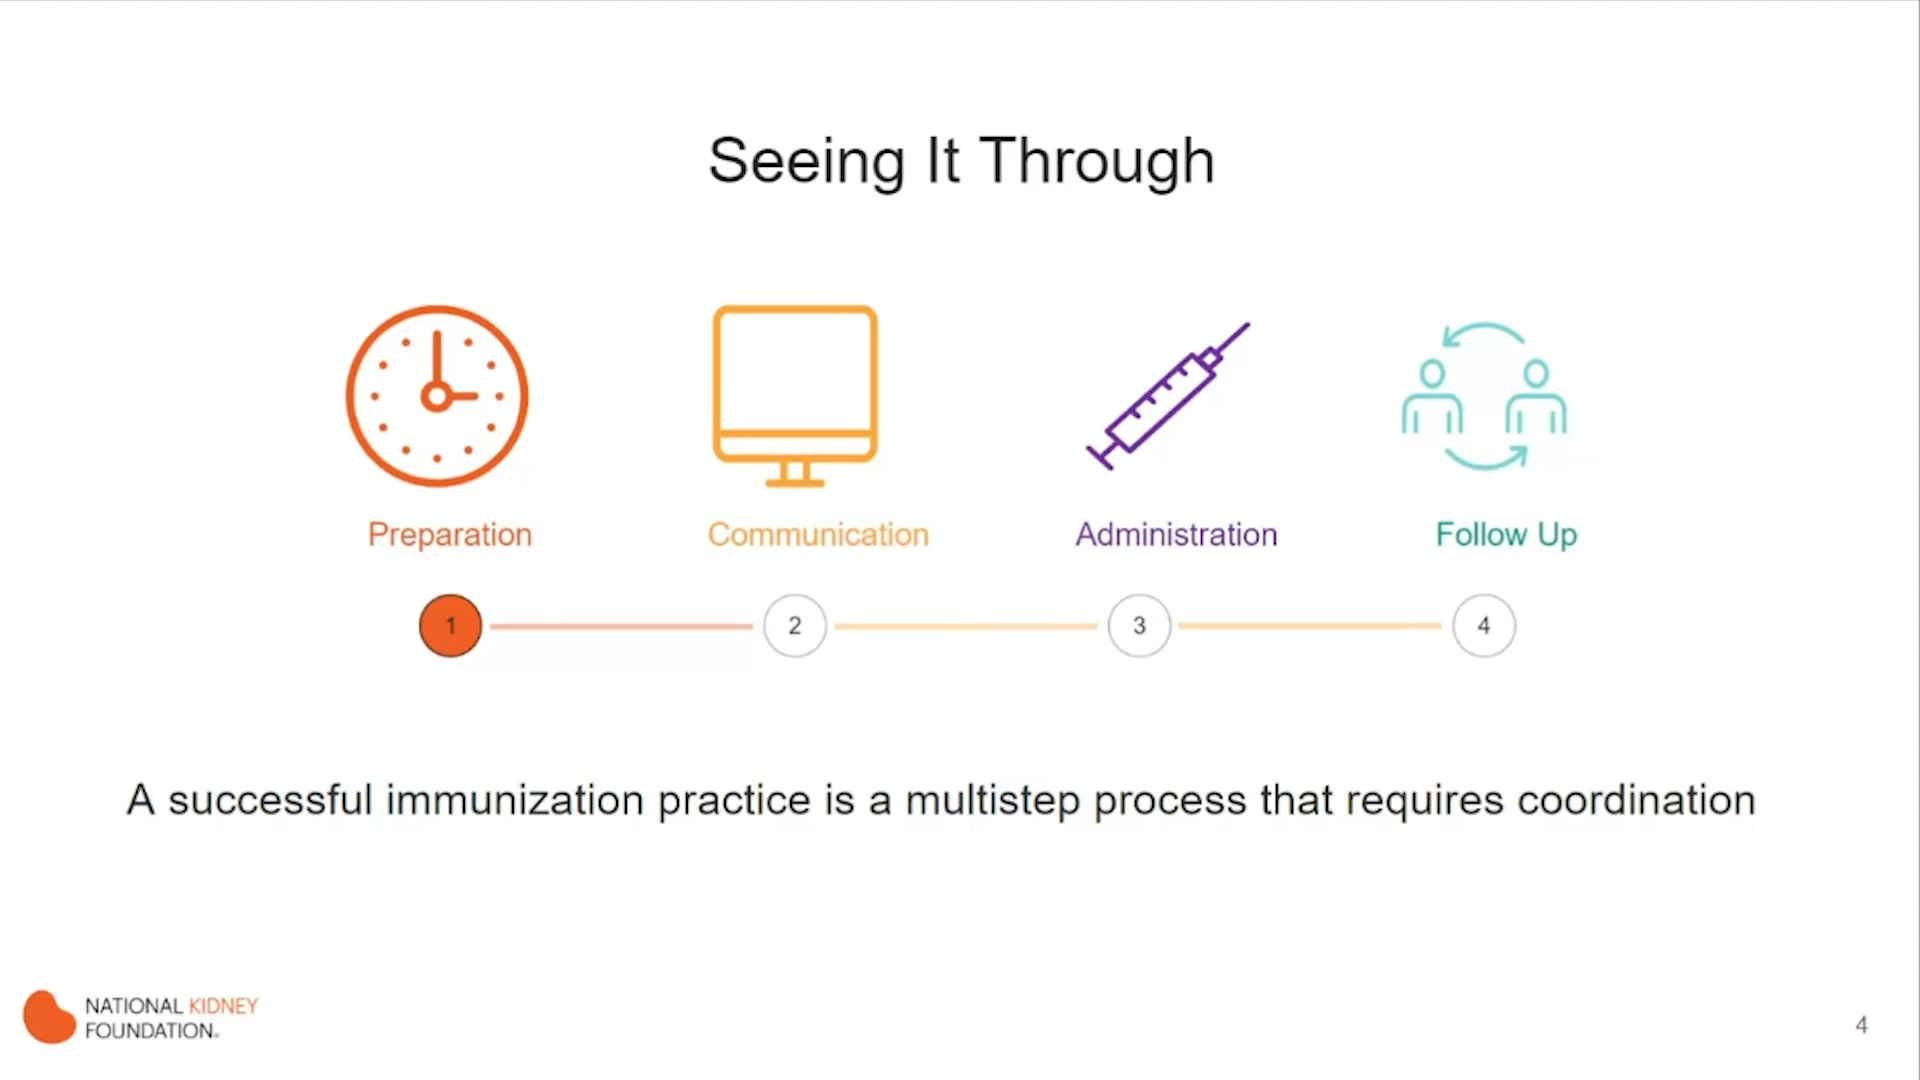 Seeing It Through
Preparation
Communication
Administration
Follow Up
1
2
3
4
A successful immunization practice is a multistep process that requires coordination
NATIONAL KIDNEY
FOUNDATION®
4